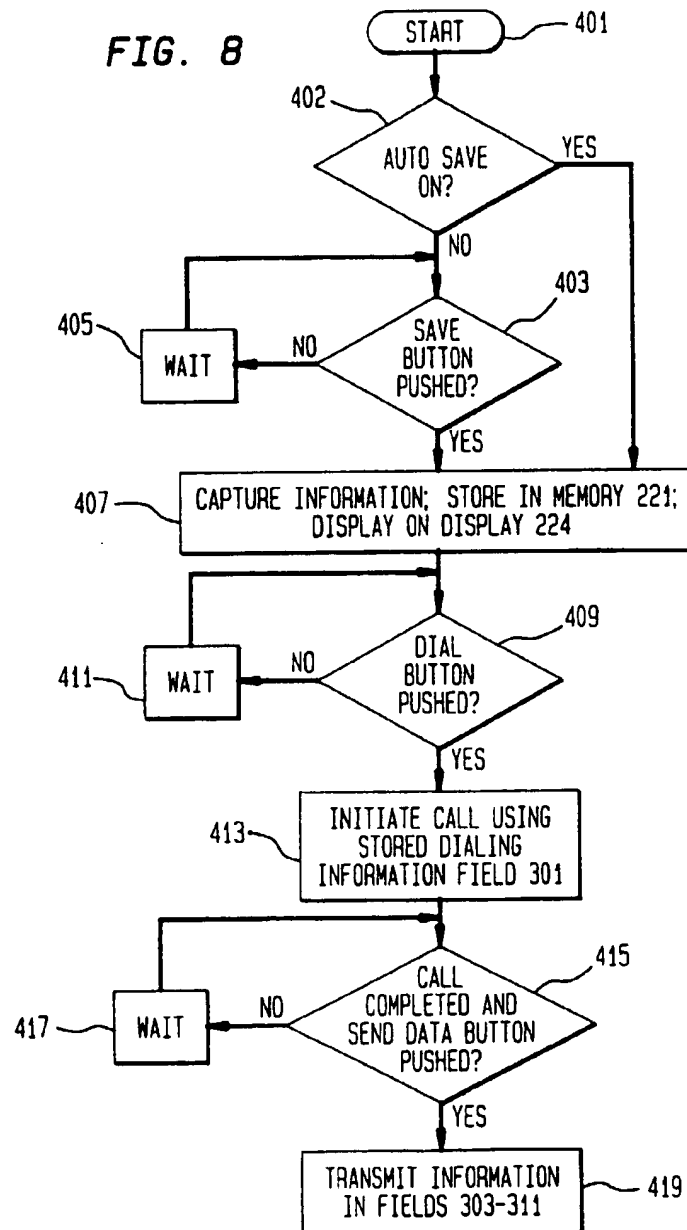 FIG. 8
START
401
402
AUTO SAVE
ON?
YES
NO
403
405
WAIT
NO
SAVE
BUTTON
PUSHED?
YES
407
CAPTURE INFORMATION; STORE IN MEMORY 221;
DISPLAY ON DISPLAY 224
409
411
WAIT
NO
DIAL
BUTTON
PUSHED?
YES
413
INITIATE CALL USING
STORED DIALING
INFORMATION FIELD 301
415
417
WAIT
NO
CALL
COMPLETED AND
SEND DATA BUTTON
PUSHED?
YES
TRANSMIT INFORMATION
IN FIELDS 303-311
419